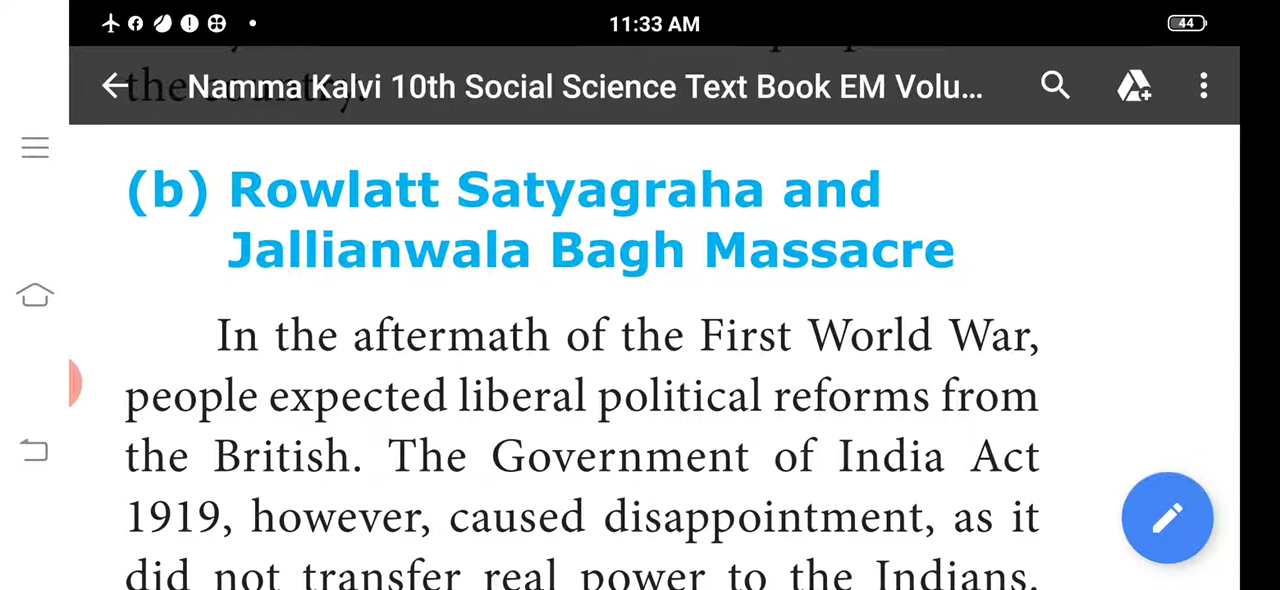 11:33 AM
44
the country.
Namma Kalvi 10th Social Science Text Book EM Volu...
(b) Rowlatt Satyagraha and
Jallianwala Bagh Massacre
In the aftermath of the First World War,
people expected liberal political reforms from
the British. The Government of India Act
1919, however, caused disappointment, as it
did not transfer real power to the Indians.